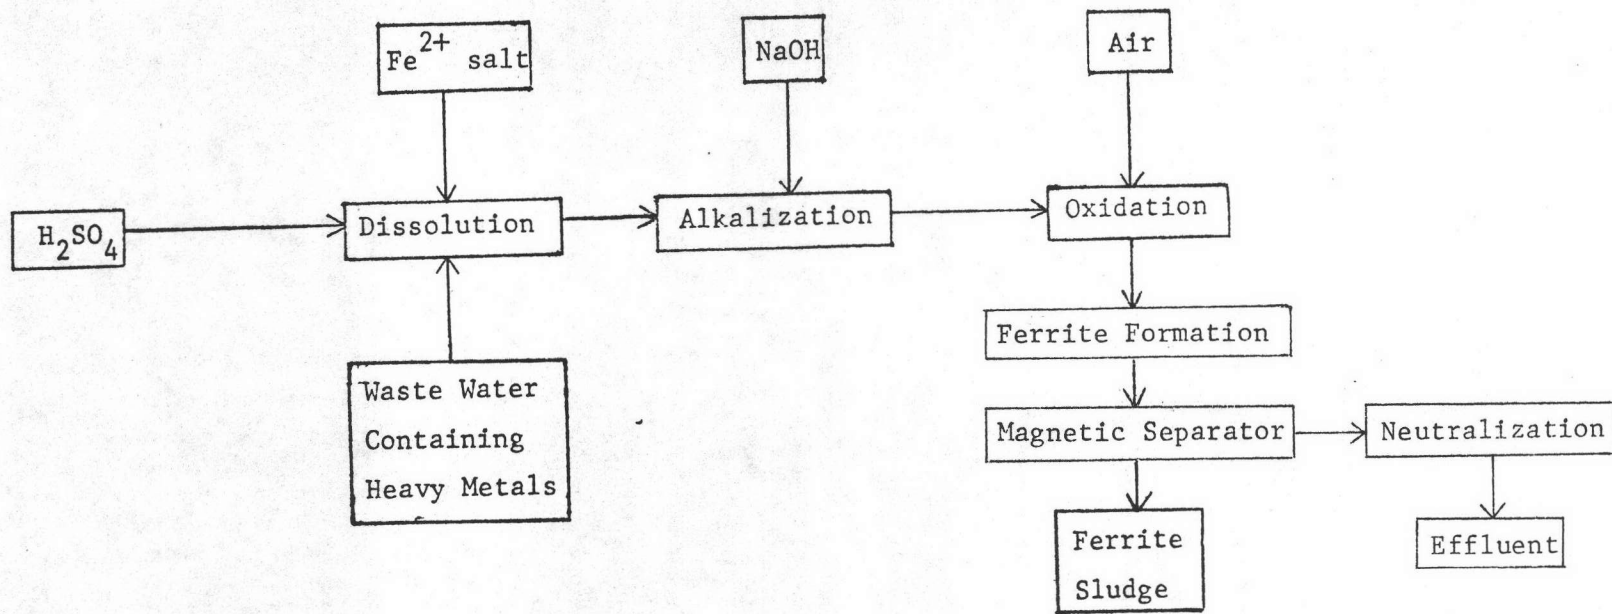 Fe2+ salt
NaOH
Air
H2SO4
Dissolution
Alkalization
Oxidation
Ferrite Formation
Waste Water
Containing
Heavy Metals
Magnetic Separator
Neutralization
Ferrite
Sludge
Effluent